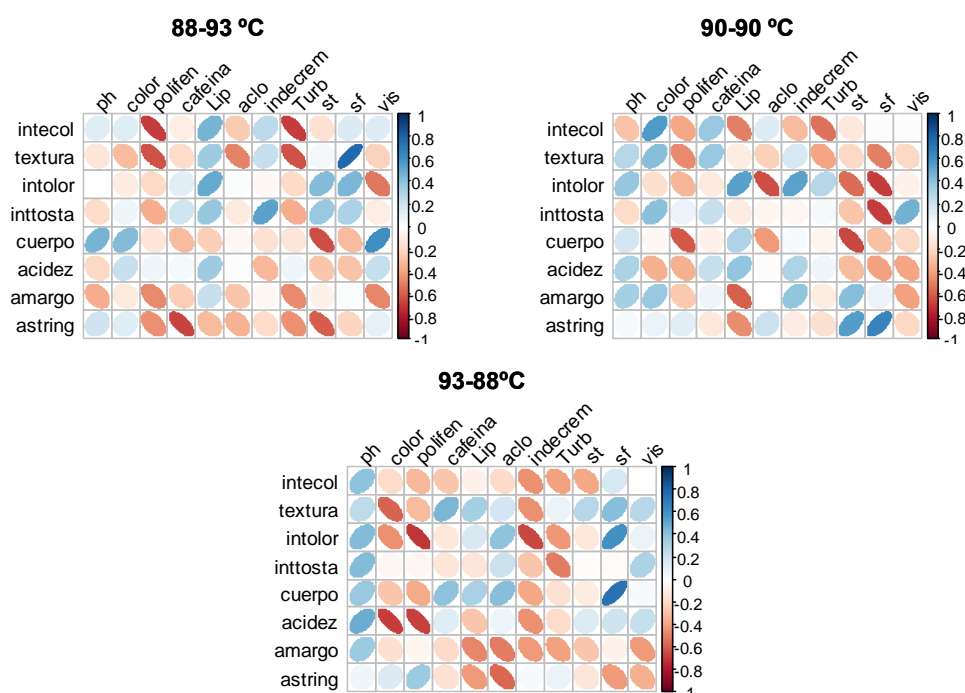 88-93 ºC
ph color polifen cafeina Lip aclo indecrem Turb st sf vis
intecol
textura
intolor
inttosta
cuerpo
acidez
amargo
astring
1
0.8
0.6
0.4
0.2
0
-0.2
-0.4
-0.6
-0.8
-1
90-90 ºC
ph color polifen cafeina Lip aclo indecrem Turb st sf vis
intecol
textura
intolor
inttosta
cuerpo
acidez
amargo
astring
1
0.8
0.6
0.4
0.2
0
-0.2
-0.4
-0.6
-0.8
-1
93-88ºC
ph color polifen cafeina Lip aclo indecrem Turb st sf vis
intecol
textura
intolor
inttosta
cuerpo
acidez
amargo
astring
1
0.8
0.6
0.4
0.2
0
-0.2
-0.4
-0.6
-0.8
-1